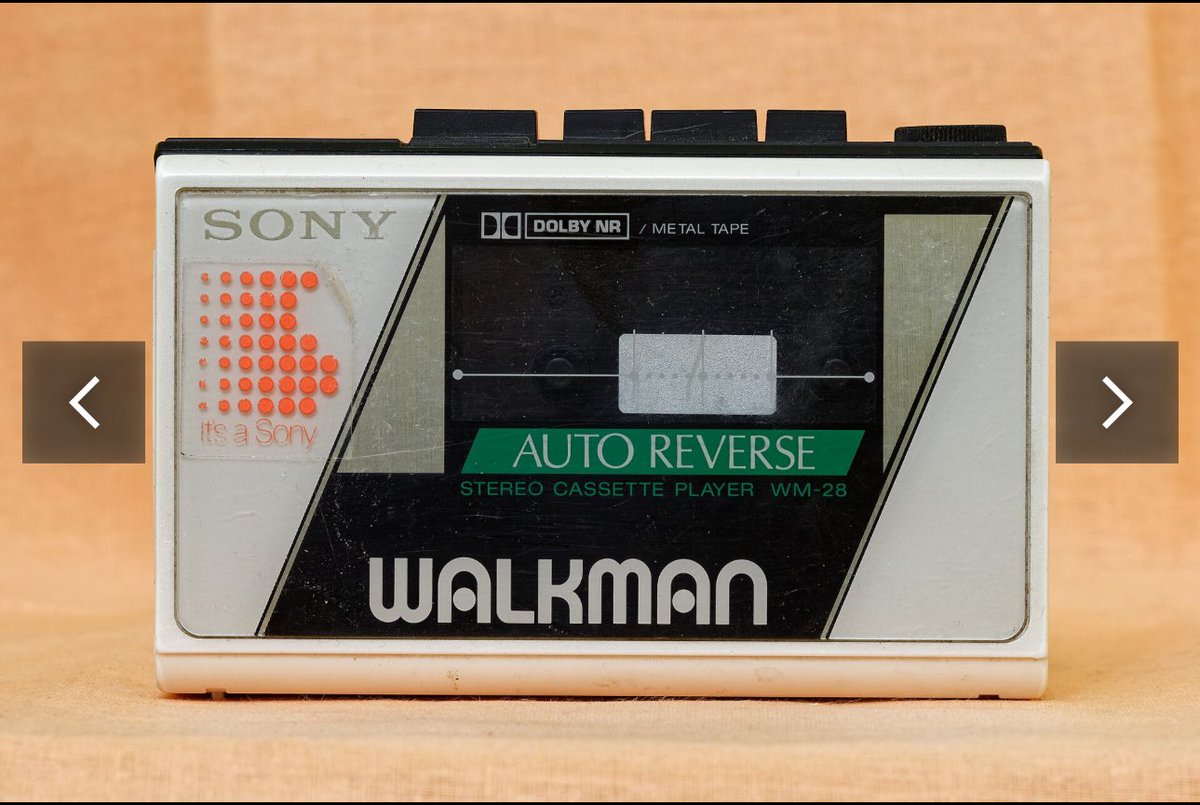 SONY
DOLBY NR / METAL TAPE
it's a Sony
AUTO REVERSE
STEREO CASSETTE PLAYER WM-28
WALKMAN